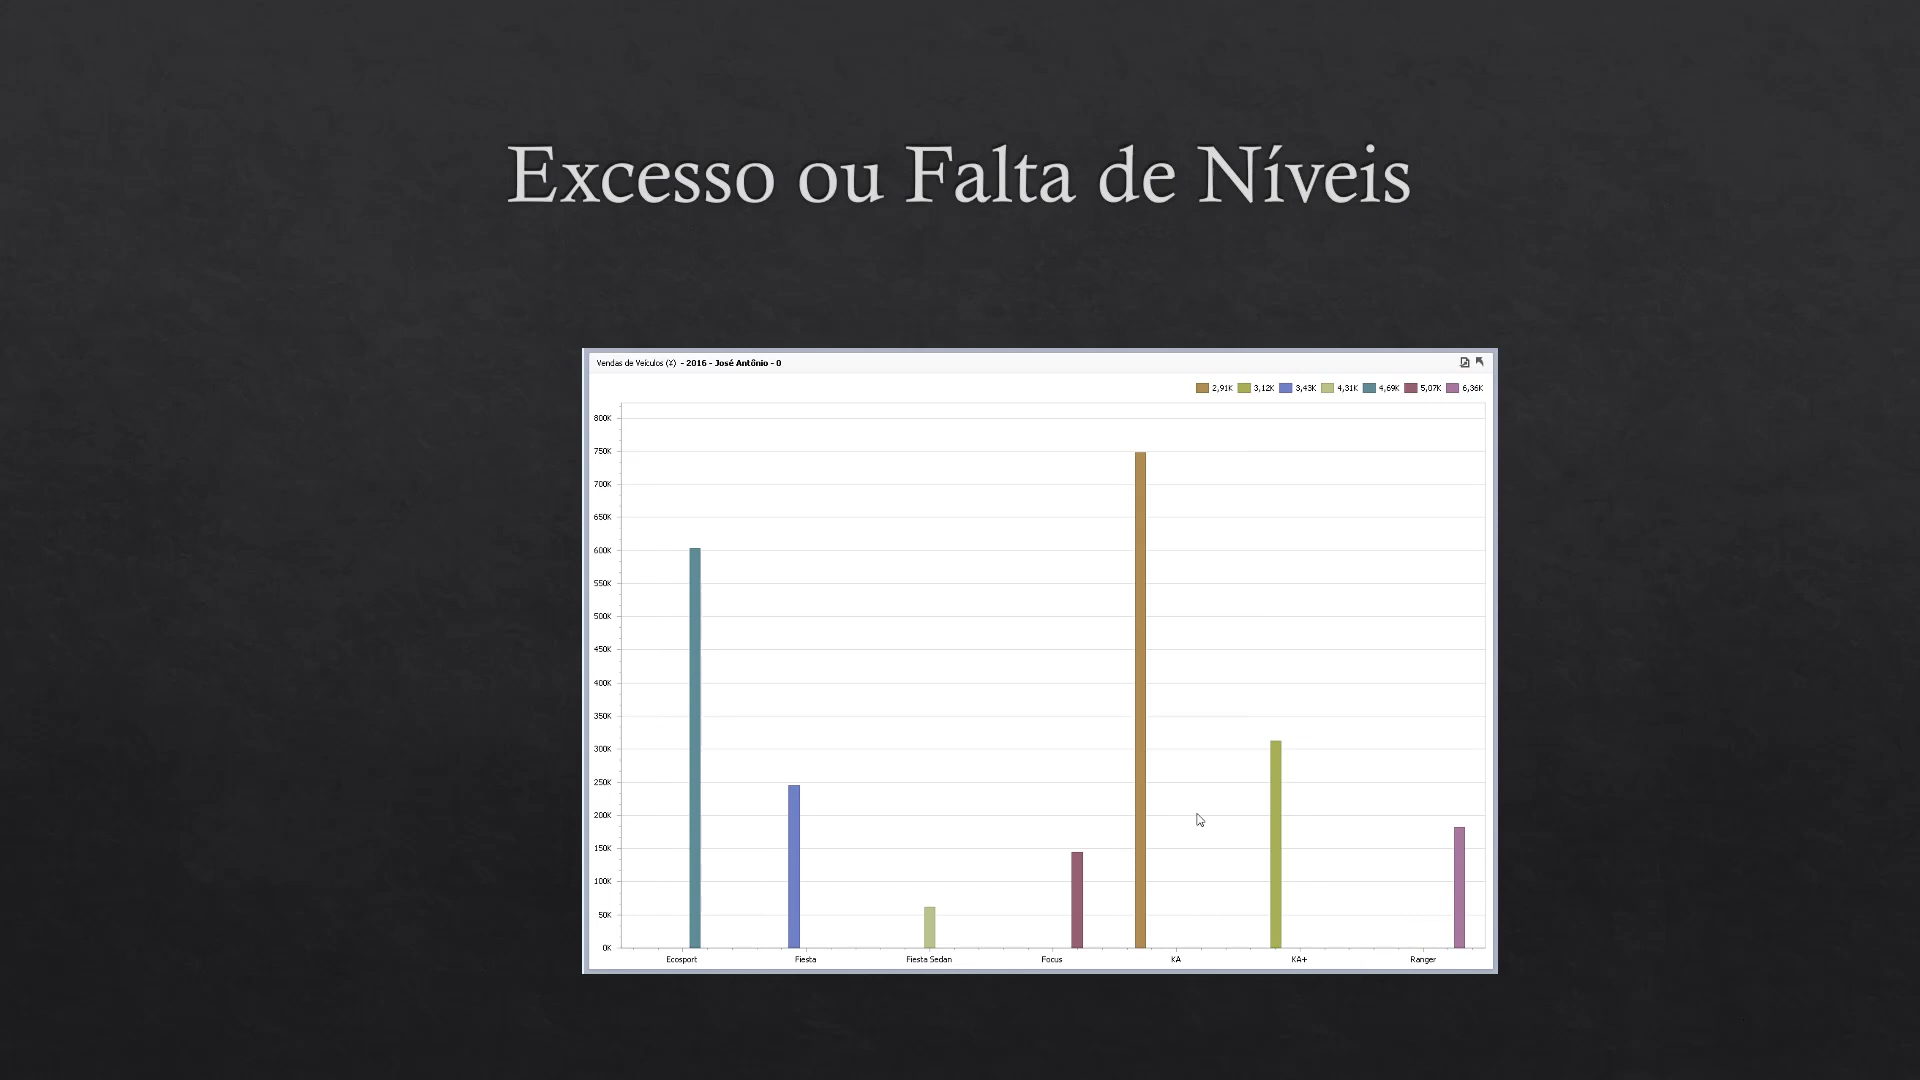 Excesso ou Falta de Níveis
Vendas de Veículos (¥) - 2016 - José Antônio - 0
2,91K 3,12K 3,43K 4,31K 4,69K 5,07K 6,36K
800K
750K
700K
650K
600K
550K
500K
450K
400K
350K
300K
250K
200K
150K
100K
50K
0K
Ecosport Fiesta Fiesta Sedan Focus KA KA+ Ranger